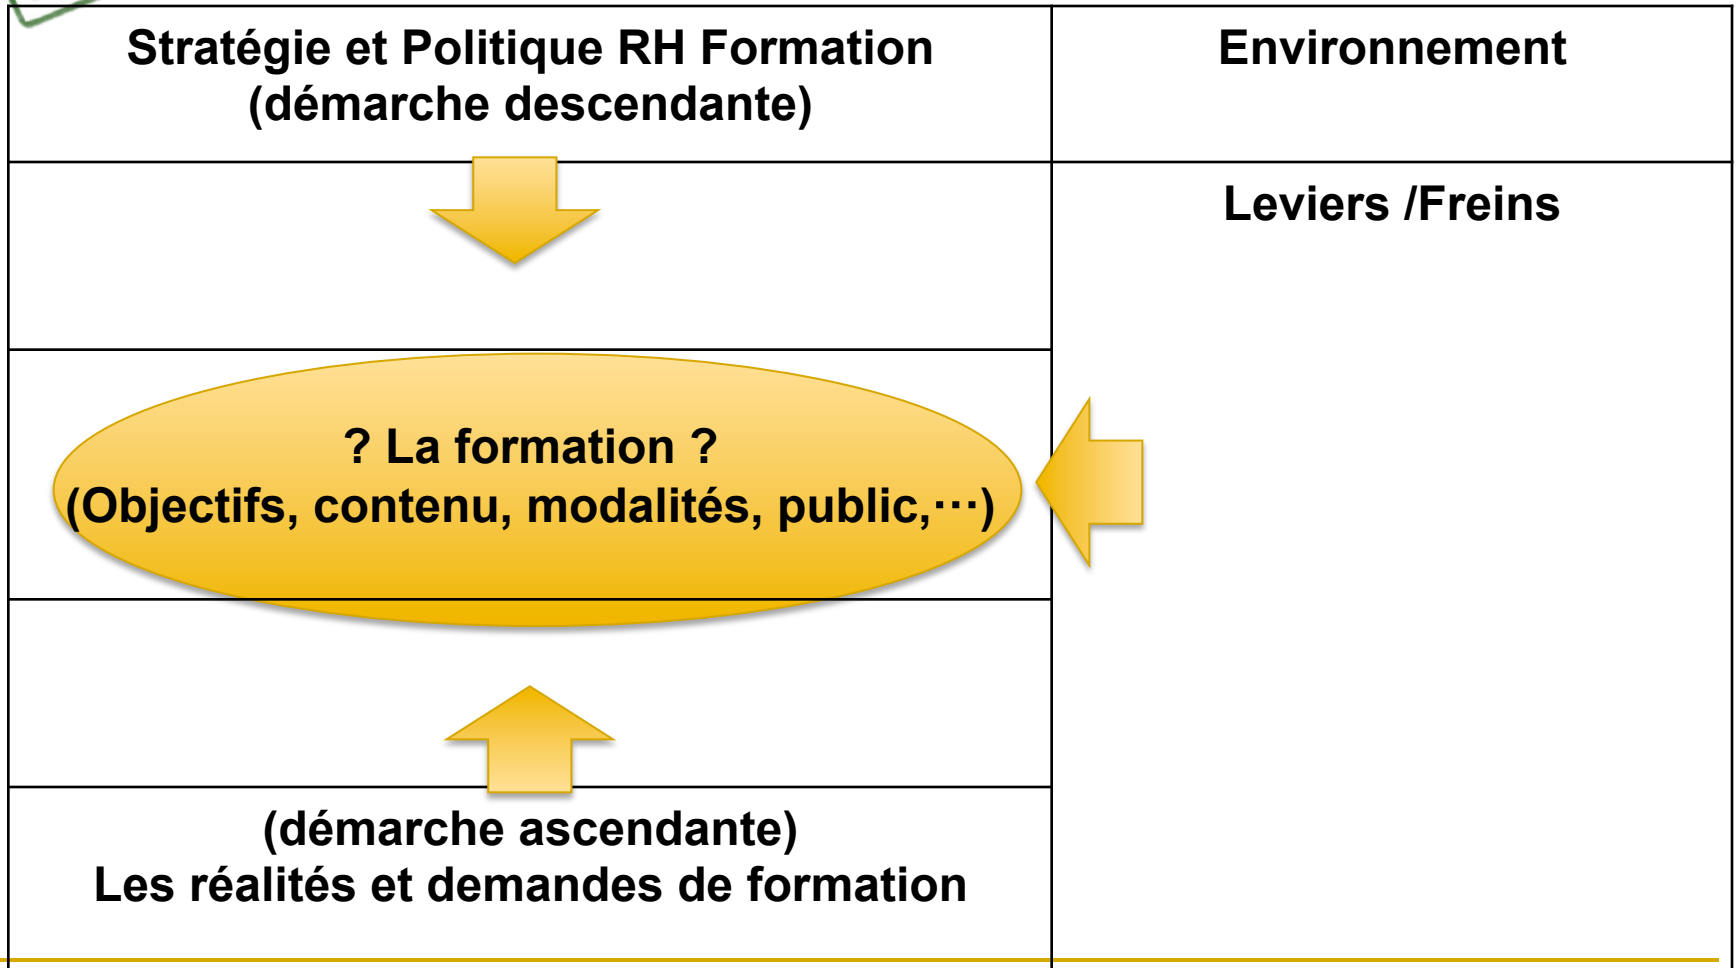 Stratégie et Politique RH Formation
(démarche descendante)
Environnement
Leviers /Freins
? La formation ?
(Objectifs, contenu, modalités, public,···)
(démarche ascendante)
Les réalités et demandes de formation